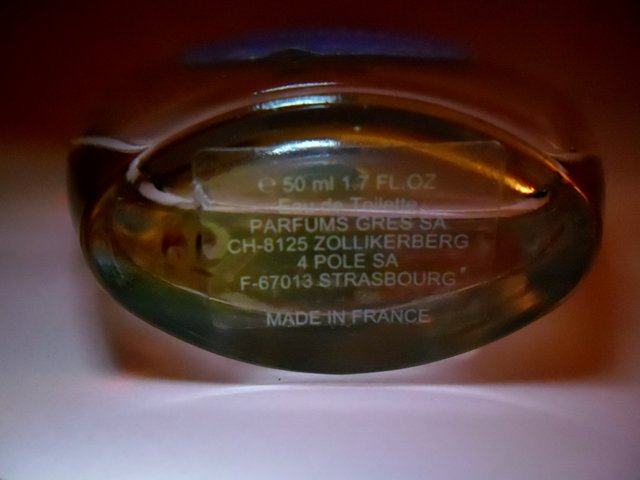 ℮ 50 ml 1.7 FL.OZ
Eau de Toilette
PARFUMS GRES SA
CH-8125 ZOLLIKERBERG
4 POLE SA
F-67013 STRASBOURG
MADE IN FRANCE